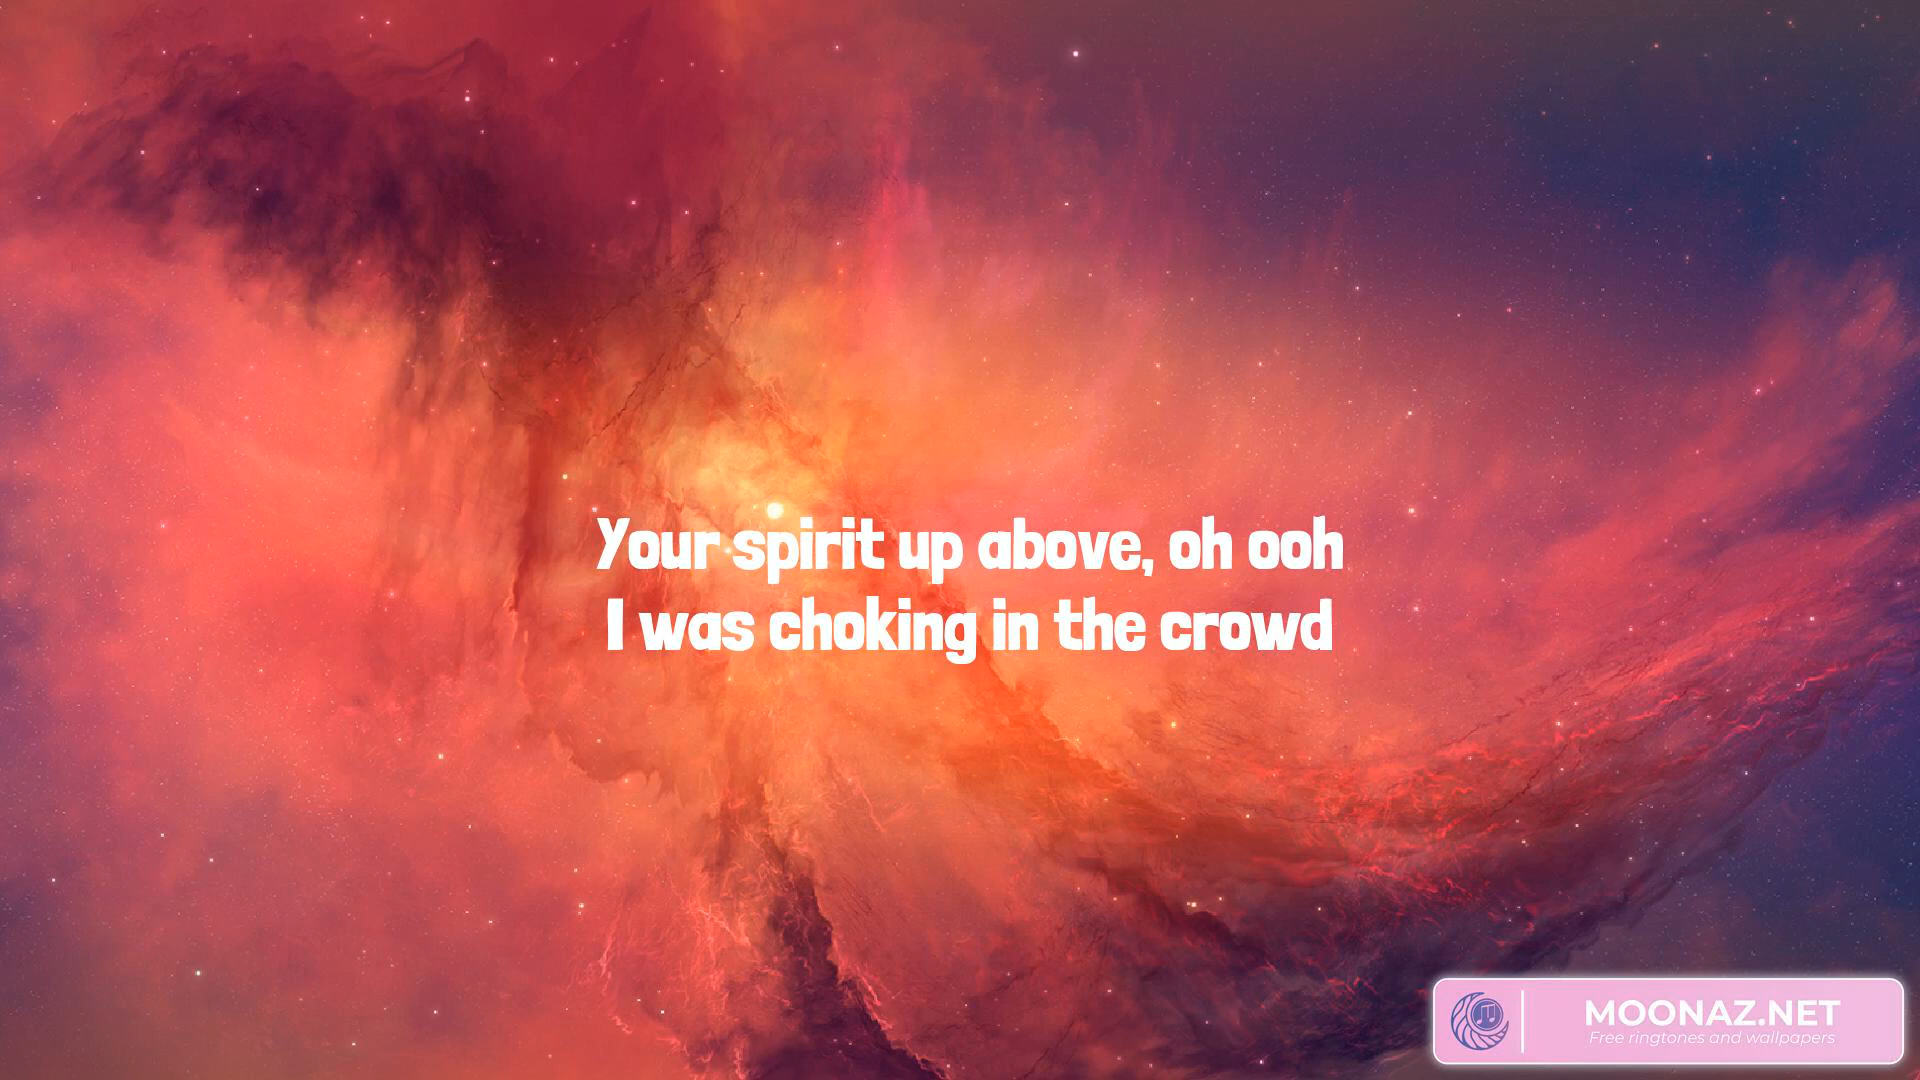 Your spirit up above, oh ooh
I was choking in the crowd
MOONAZ.NET
Free ringtones and wallpapers